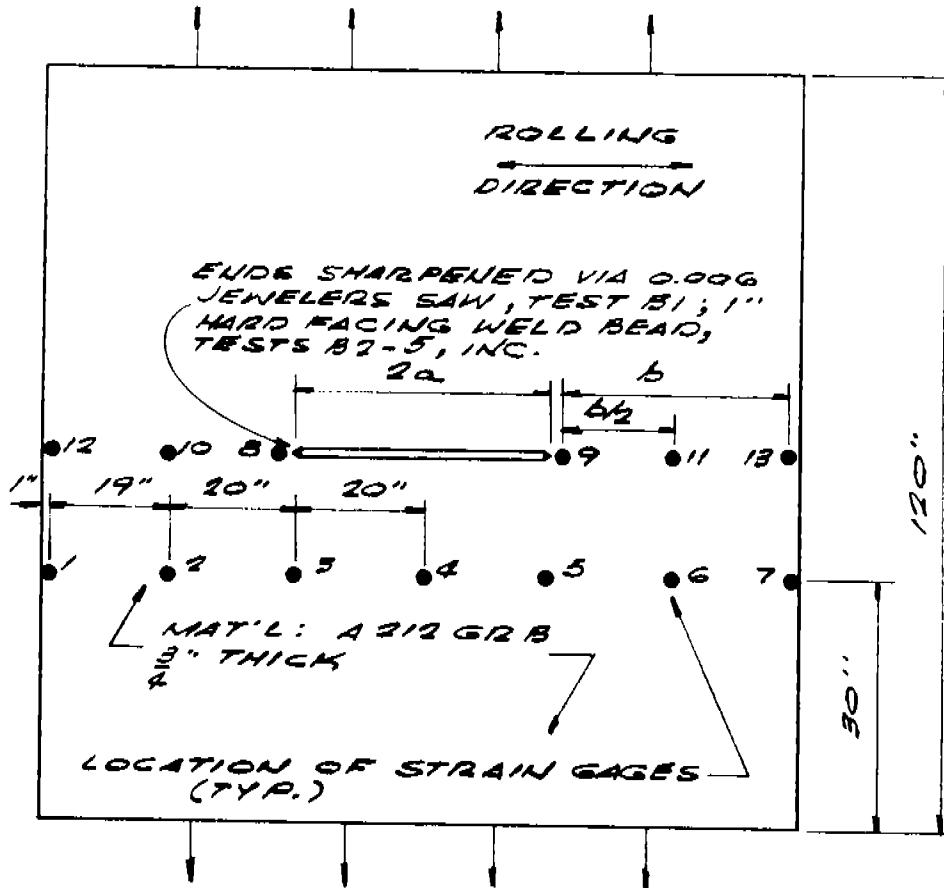 ROLLING
DIRECTION
ENDS SHARPENED VIA 0.006
JEWELERS SAW, TEST B1; 1"
HARD FACING WELD BEAD,
TESTS B2-5, INC.
2a
b
b/2
12
10
8
9
11
13
1"
19"
20"
20"
120"
1
2
3
4
5
6
7
MAT'L: A 212 GR B
3/4" THICK
30"
LOCATION OF STRAIN GAGES
(TYP.)